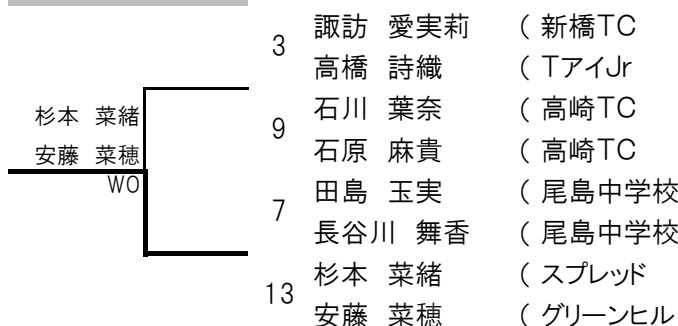 杉本 菜緒
安藤 菜穂
WO
3
諏訪 愛実莉 ( 新橋TC
高橋 詩織 ( TアイJr
9
石川 葉奈 ( 高崎TC
石原 麻貴 ( 高崎TC
7
田島 玉実 ( 尾島中学校
長谷川 舞香 ( 尾島中学校
13
杉本 菜緒 ( スプレッド
安藤 菜穂 ( グリーンヒル